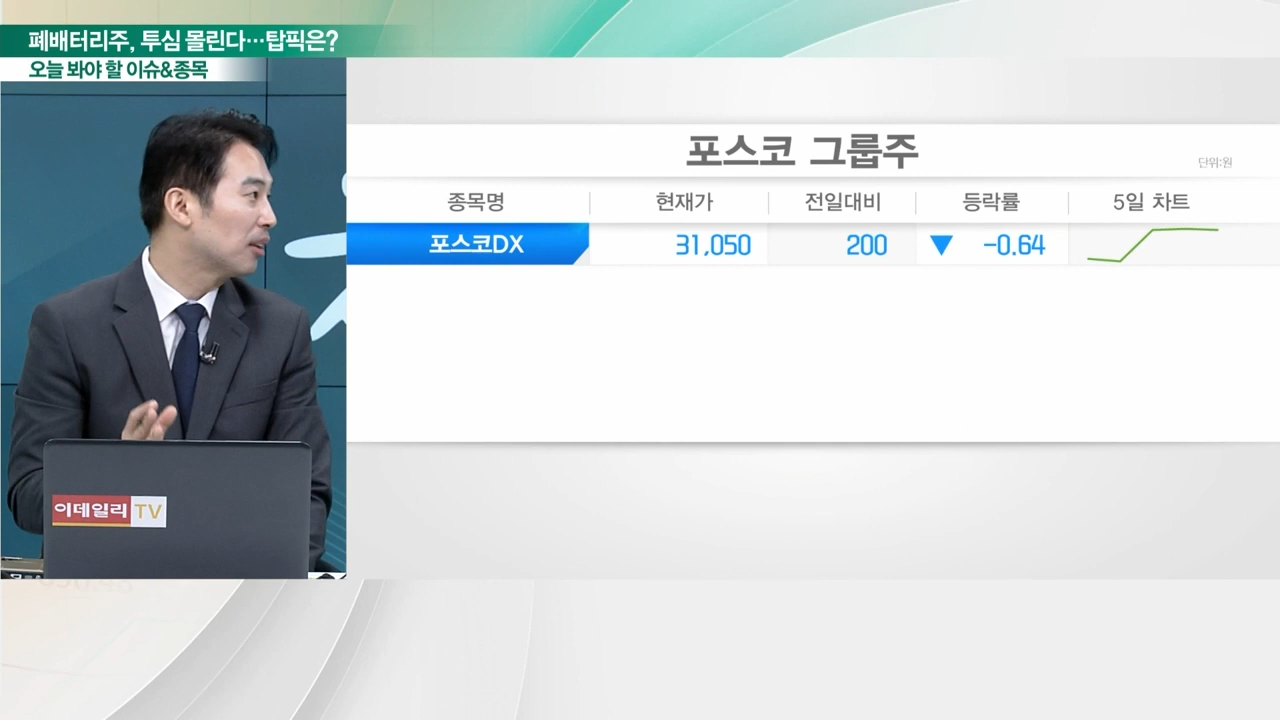 폐배터리주, 투심 몰린다…탑픽은?
오늘 봐야 할 이슈&종목
포스코 그룹주
단위:원
종목명 현재가 전일대비 등락률 5일 차트
포스코DX 31,050 200 ▼ -0.64
이데일리TV